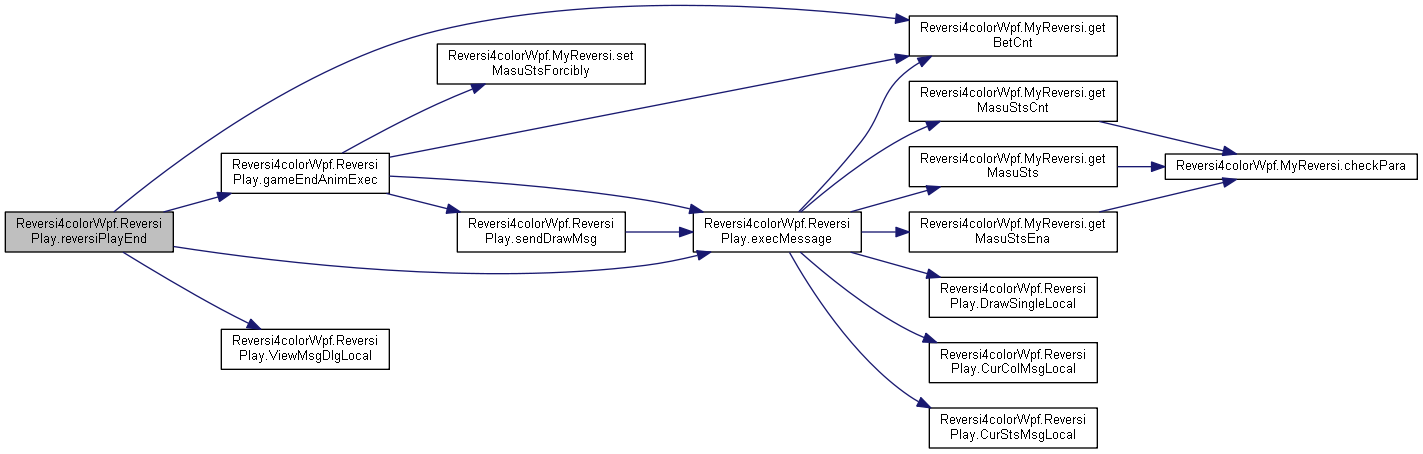 Reversi4colorWpf.Reversi
Play.reversiPlayEnd
Reversi4colorWpf.Reversi
Play.gameEndAnimExec
Reversi4colorWpf.MyReversi.set
MasuStsForcibly
Reversi4colorWpf.Reversi
Play.sendDrawMsg
Reversi4colorWpf.Reversi
Play.ViewMsgDlgLocal
Reversi4colorWpf.Reversi
Play.execMessage
Reversi4colorWpf.MyReversi.get
BetCnt
Reversi4colorWpf.MyReversi.get
MasuStsCnt
Reversi4colorWpf.MyReversi.get
MasuSts
Reversi4colorWpf.MyReversi.get
MasuStsEna
Reversi4colorWpf.Reversi
Play.DrawSingleLocal
Reversi4colorWpf.Reversi
Play.CurColMsgLocal
Reversi4colorWpf.Reversi
Play.CurStsMsgLocal
Reversi4colorWpf.MyReversi.checkPara